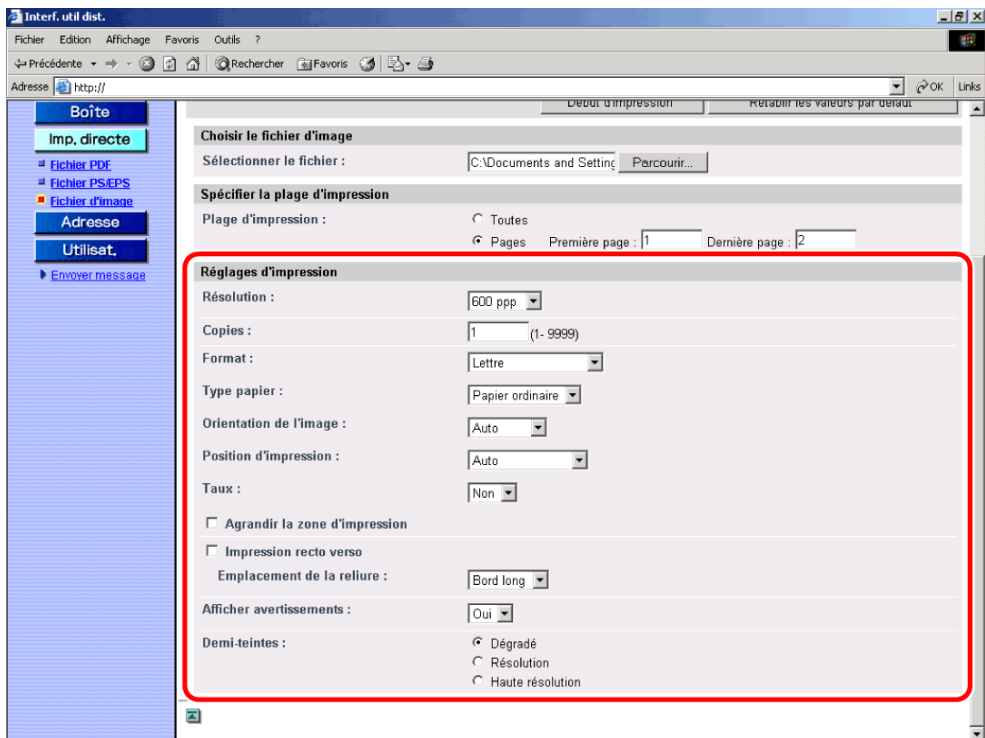 Interf. util dist.
Fichier Edition Affichage Favoris Outils ?
Précédente Rechercher Favoris
Adresse http:// OK Links
Début d'impression Rétablir les valeurs par défaut
Boîte
Imp. directe
Fichier PDF
Fichier PS/EPS
Fichier d'image
Adresse
Utilisat.
Envoyer message
Choisir le fichier d'image
Sélectionner le fichier : C:\Documents and Setting Parcourir...
Spécifier la plage d'impression
Plage d'impression : Toutes
Pages Première page : 1 Dernière page : 2
Réglages d'impression
Résolution : 600 ppp
Copies : 1 (1- 9999)
Format : Lettre
Type papier : Papier ordinaire
Orientation de l'image : Auto
Position d'impression : Auto
Taux : Non
Agrandir la zone d'impression
Impression recto verso
Emplacement de la reliure : Bord long
Afficher avertissements : Oui
Demi-teintes : Dégradé
Résolution
Haute résolution